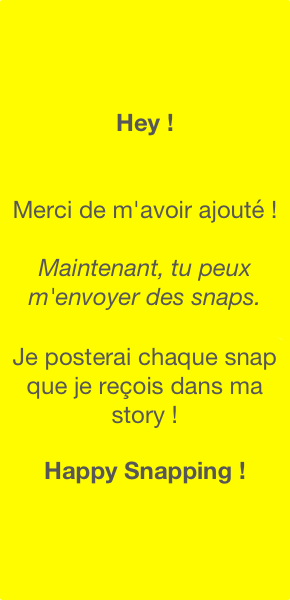 Hey !
Merci de m'avoir ajouté !
Maintenant, tu peux
m'envoyer des snaps.
Je posterai chaque snap
que je reçois dans ma
story !
Happy Snapping !